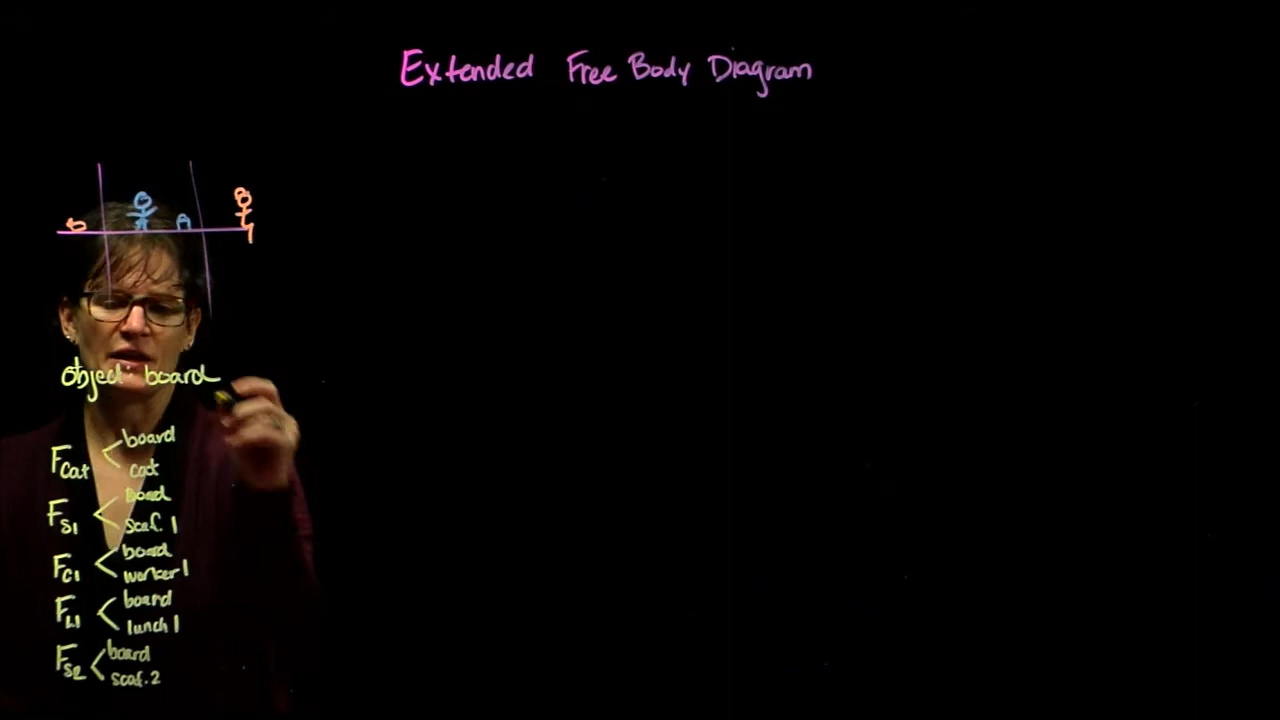 Extended Free Body Diagram
Object: board
F_Cat < board
cat
F_S1 < board
scaf. 1
F_C1 < board
worker 1
F_L1 < board
lunch 1
F_S2 < board
scaf. 2